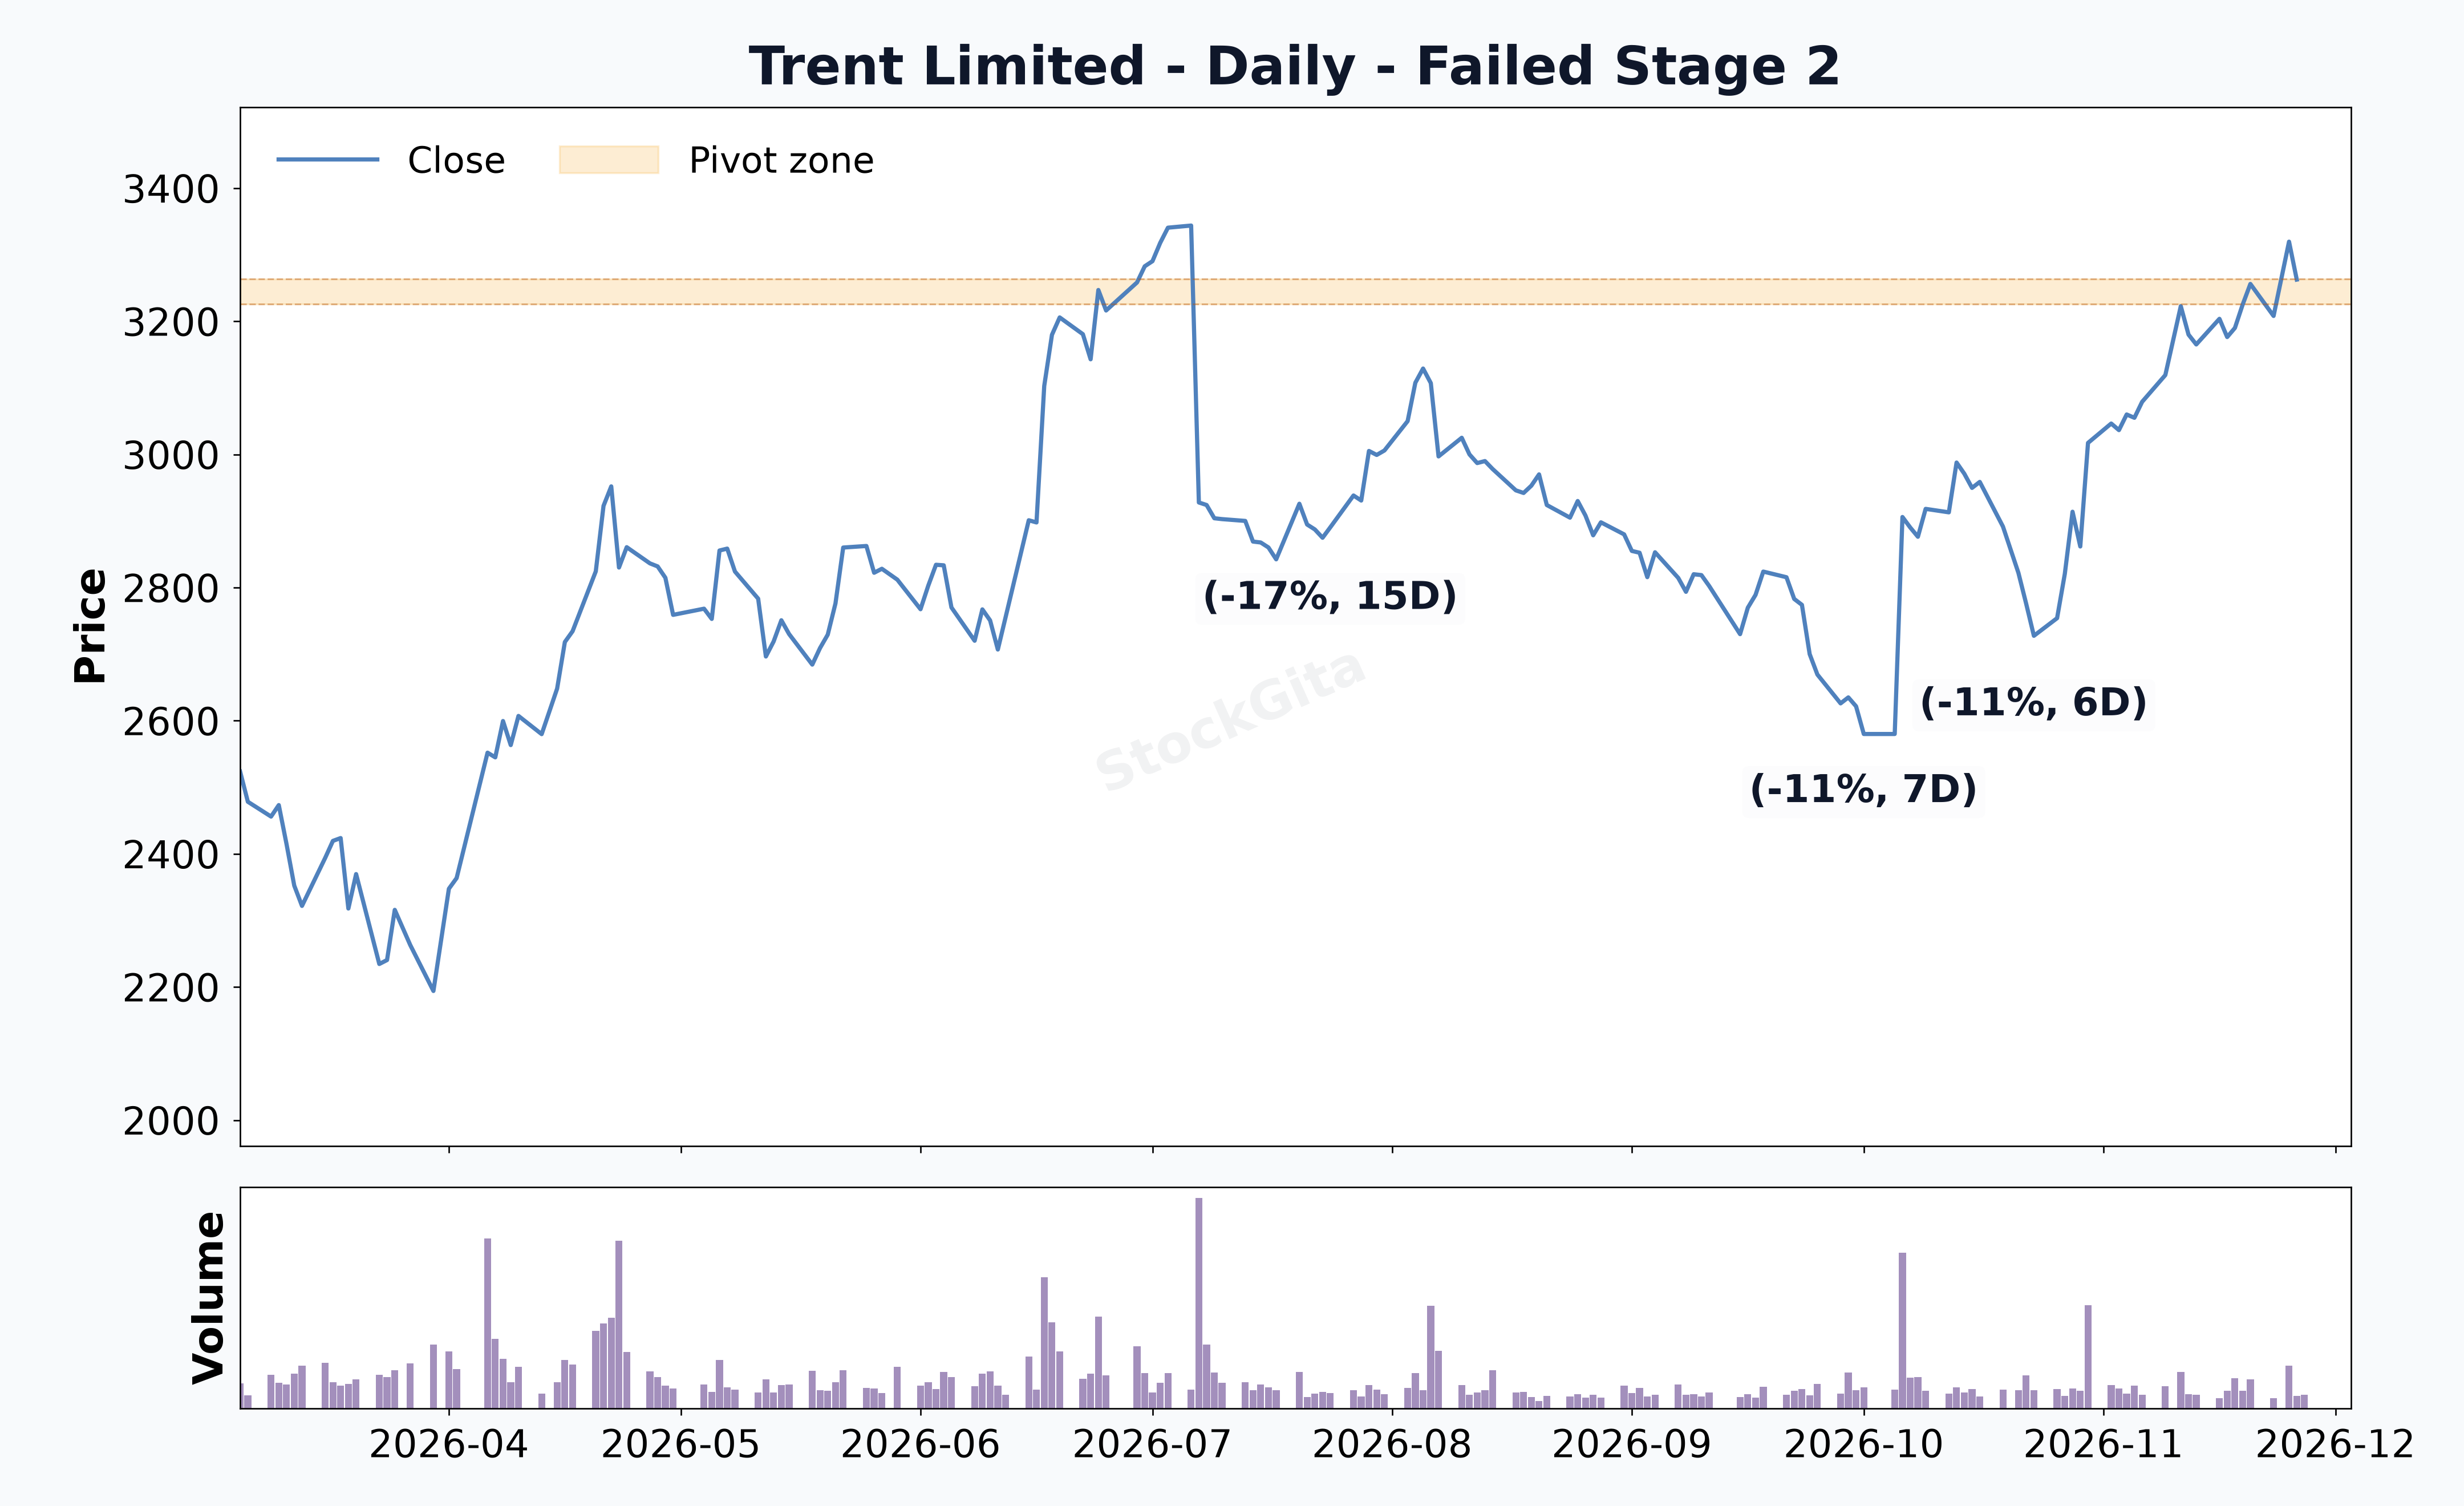 Trent Limited - Daily - Failed Stage 2
Close
Pivot zone
3400
3200
3000
2800
2600
2400
2200
2000
Price
(-17%, 15D)
(-11%, 6D)
(-11%, 7D)
StockGita
Volume
2026-04
2026-05
2026-06
2026-07
2026-08
2026-09
2026-10
2026-11
2026-12